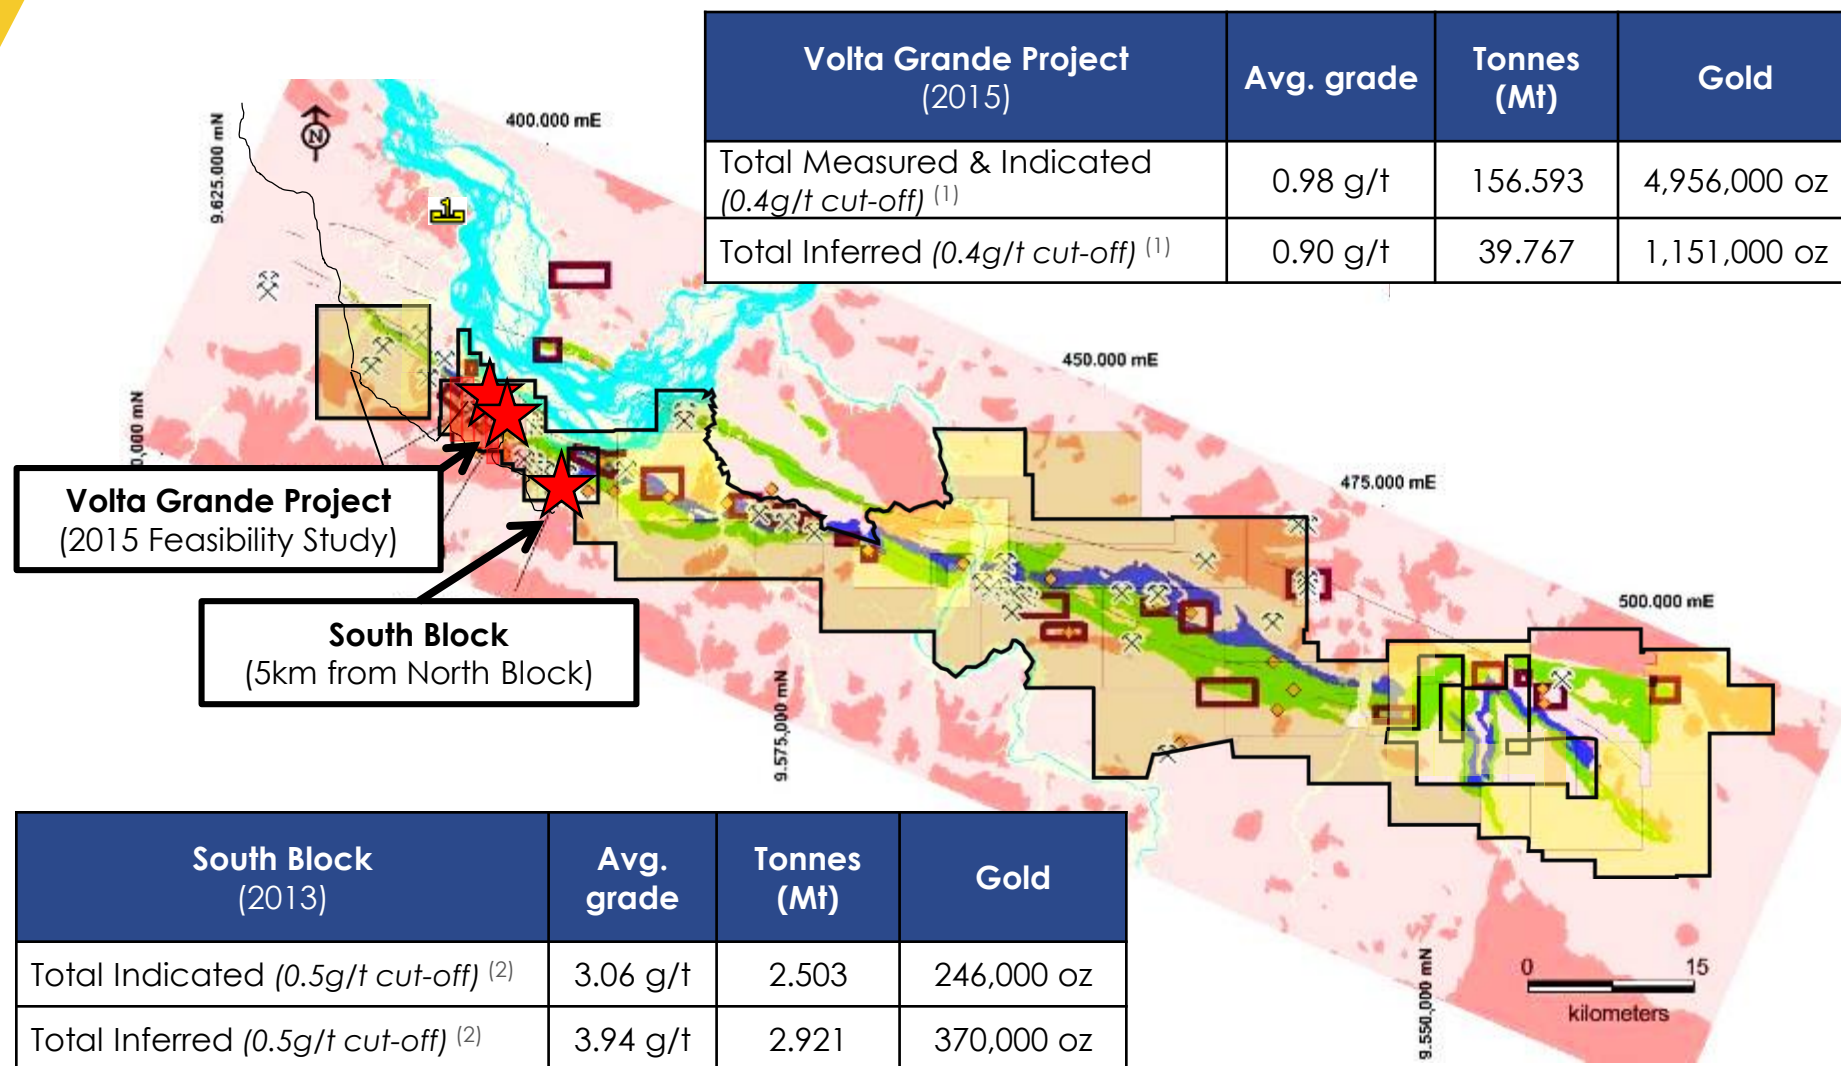 Volta Grande Project
(2015)
Avg. grade
Tonnes
(Mt)
Gold
Total Measured & Indicated
(0.4g/t cut-off) (1)
0.98 g/t
156.593
4,956,000 oz
Total Inferred (0.4g/t cut-off) (1)
0.90 g/t
39.767
1,151,000 oz
N
400.000 mE
9.625.000 mN
1
450.000 mE
0,000 mN
475.000 mE
Volta Grande Project
(2015 Feasibility Study)
South Block
(5km from North Block)
500.000 mE
9.575,000 mN
South Block
(2013)
Avg.
grade
Tonnes
(Mt)
Gold
Total Indicated (0.5g/t cut-off) (2)
3.06 g/t
2.503
246,000 oz
Total Inferred (0.5g/t cut-off) (2)
3.94 g/t
2.921
370,000 oz
9.550,000 mN
0 15
kilometers